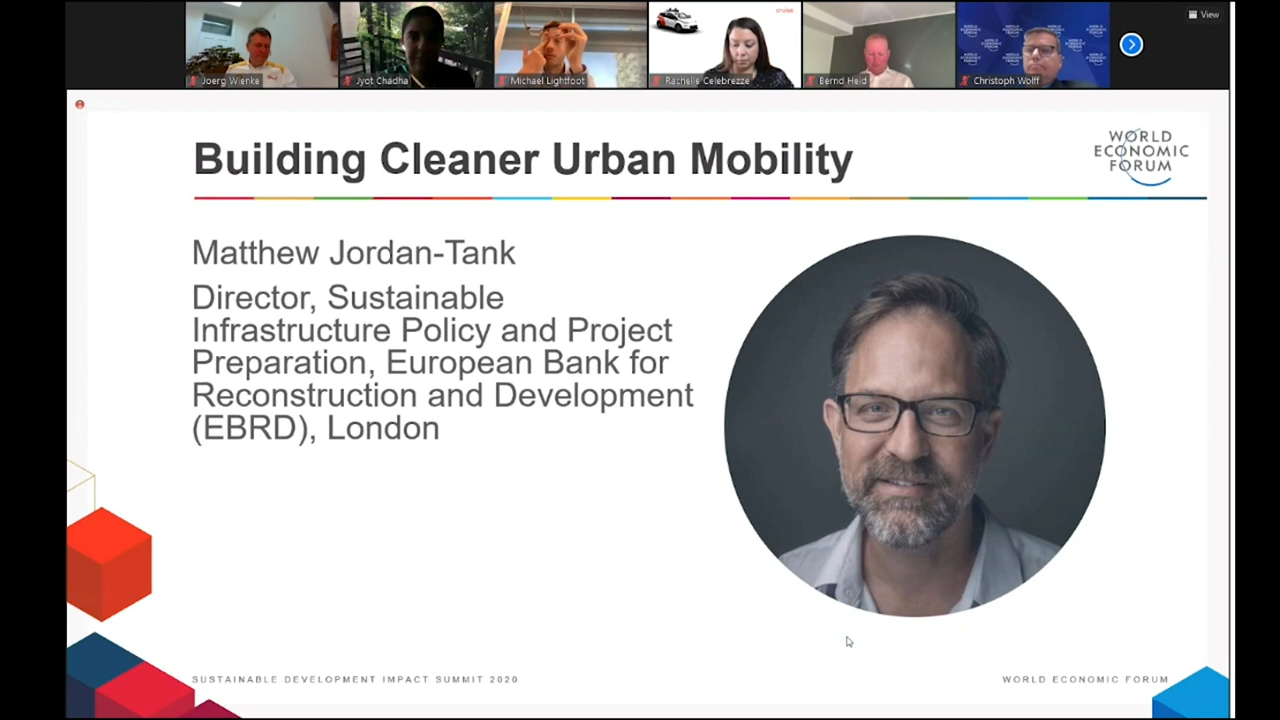 View
Joerg Wienke
Jyot Chadha
Michael Lightfoot
Rachelle Celebrezze
Bernd Heid
Christoph Wolff
Building Cleaner Urban Mobility
WORLD
ECONOMIC
FORUM
Matthew Jordan-Tank
Director, Sustainable
Infrastructure Policy and Project
Preparation, European Bank for
Reconstruction and Development
(EBRD), London
SUSTAINABLE DEVELOPMENT IMPACT SUMMIT 2020
WORLD ECONOMIC FORUM